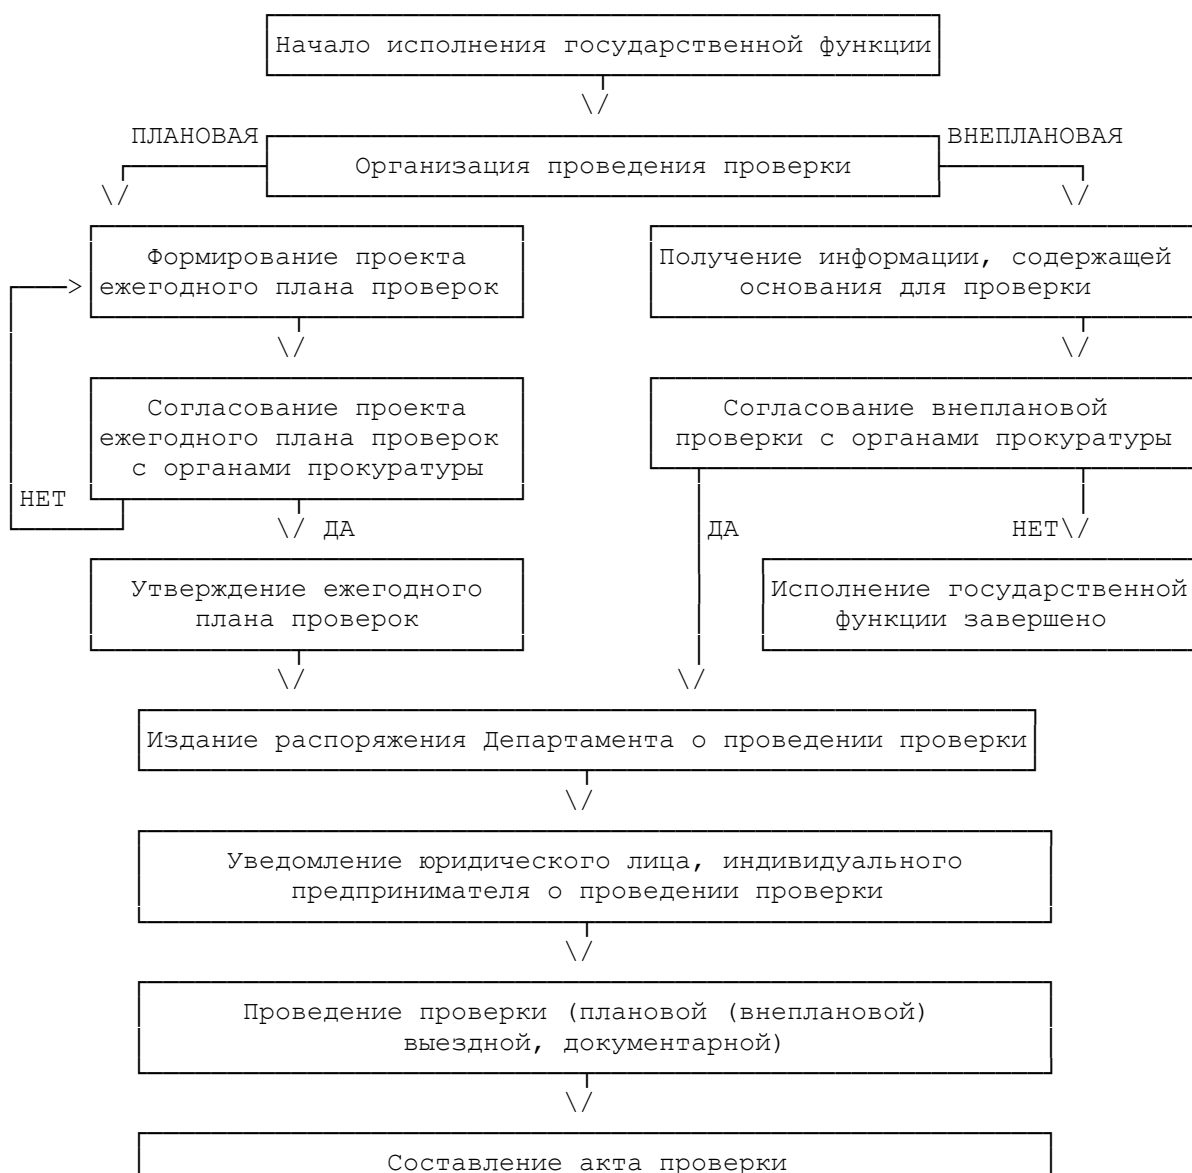 Начало исполнения государственной функции
\/
ПЛАНОВАЯ
ВНЕПЛАНОВАЯ
Организация проведения проверки
\/
\/
Формирование проекта
ежегодного плана проверок
>
Получение информации, содержащей
основания для проверки
\/
\/
Согласование проекта
ежегодного плана проверок
с органами прокуратуры
Согласование внеплановой
проверки с органами прокуратуры
НЕТ
\/ ДА
ДА
НЕТ\/
Утверждение ежегодного
плана проверок
Исполнение государственной
функции завершено
\/
\/
Издание распоряжения Департамента о проведении проверки
\/
Уведомление юридического лица, индивидуального
предпринимателя о проведении проверки
\/
Проведение проверки (плановой (внеплановой)
выездной, документарной)
\/
Составление акта проверки